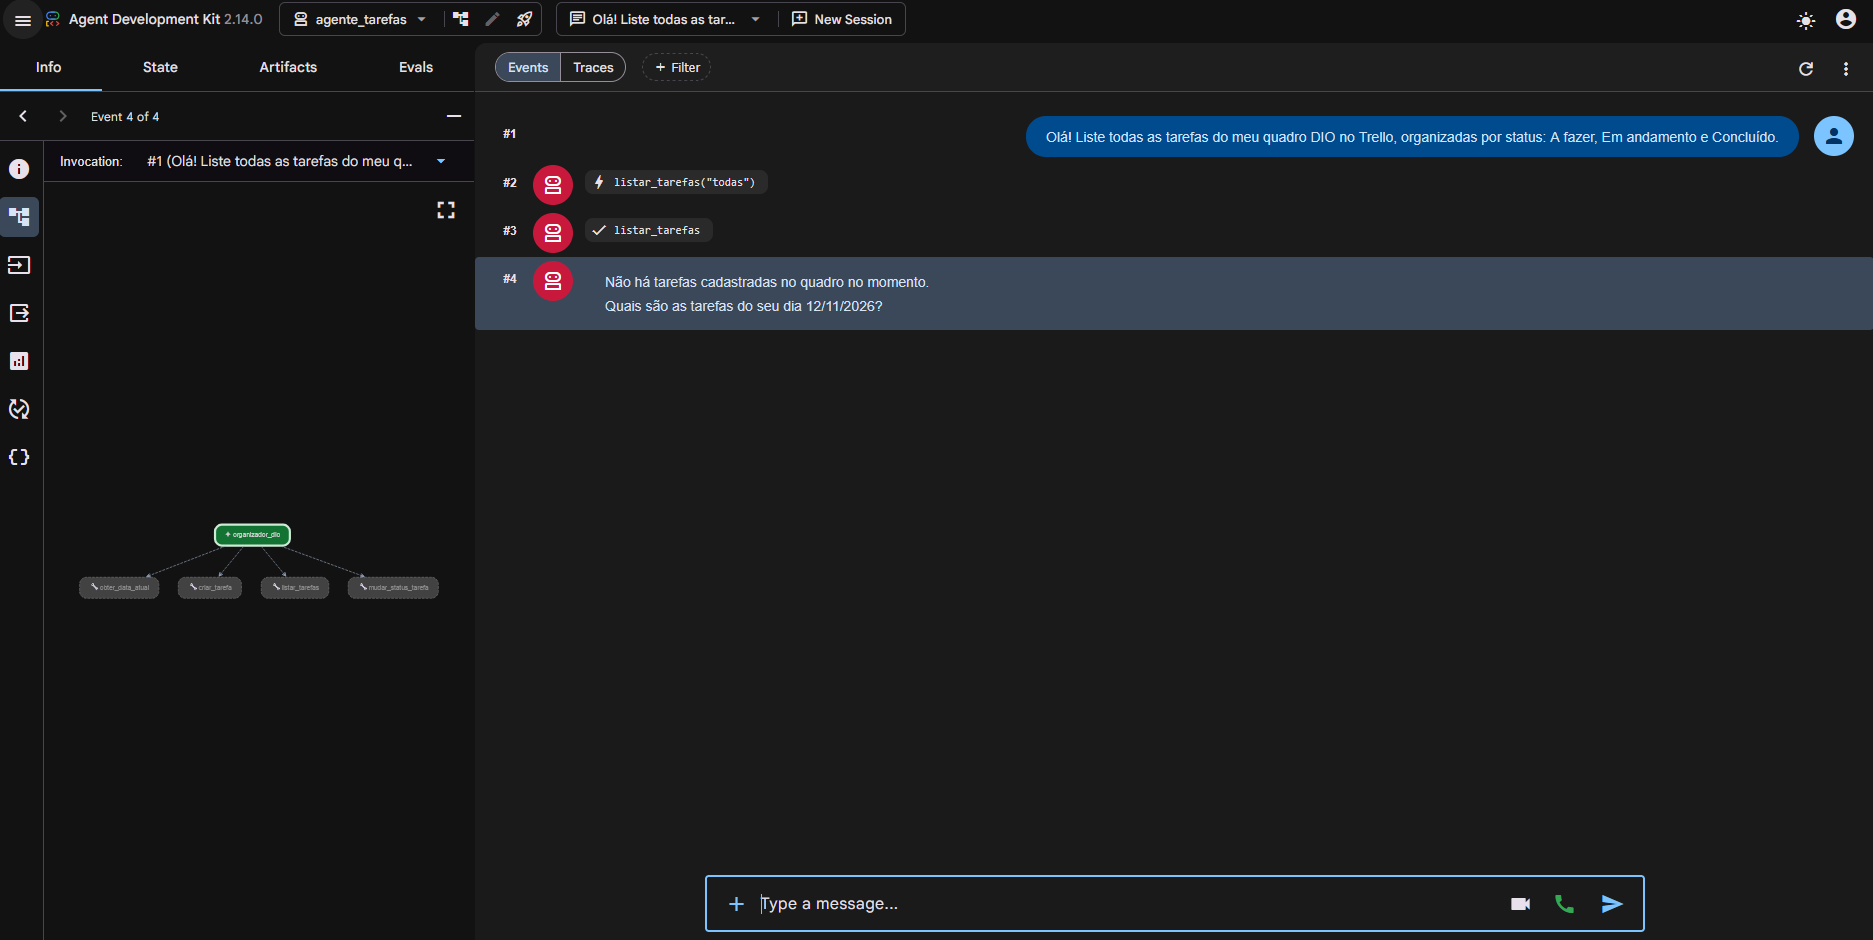 Agent Development Kit 2.14.0
agente_tarefas
Olá! Liste todas as tar...
New Session
Info
State
Artifacts
Evals
Events
Traces
+ Filter
Event 4 of 4
Invocation:
#1 (Olá! Liste todas as tarefas do meu q...
organizador_dio
obter_data_atual
criar_tarefa
listar_tarefas
mudar_status_tarefa
#1
Olá! Liste todas as tarefas do meu quadro DIO no Trello, organizadas por status: A fazer, Em andamento e Concluído.
#2
listar_tarefas("todas")
#3
listar_tarefas
#4
Não há tarefas cadastradas no quadro no momento.
Quais são as tarefas do seu dia 12/11/2026?
Type a message...